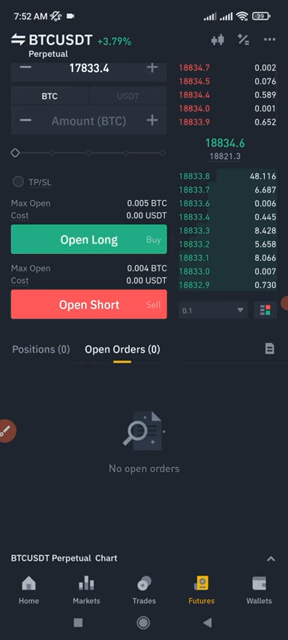 7:52 AM
89
BTCUSDT +3.79%
Perpetual
17833.4
BTC
USDT
Amount (BTC)
TP/SL
Max Open 0.005 BTC
Cost 0.00 USDT
Open Long Buy
Max Open 0.004 BTC
Cost 0.00 USDT
Open Short Sell
18834.7 0.002
18834.5 0.076
18834.4 0.589
18834.0 0.001
18833.9 0.652
18834.6
18821.3
18833.8 48.116
18833.7 6.687
18833.6 0.006
18833.4 0.445
18833.3 8.428
18833.2 5.658
18833.1 8.066
18833.0 0.007
18832.9 0.730
0.1
Positions (0) Open Orders (0)
No open orders
BTCUSDT Perpetual Chart
Home Markets Trades Futures Wallets